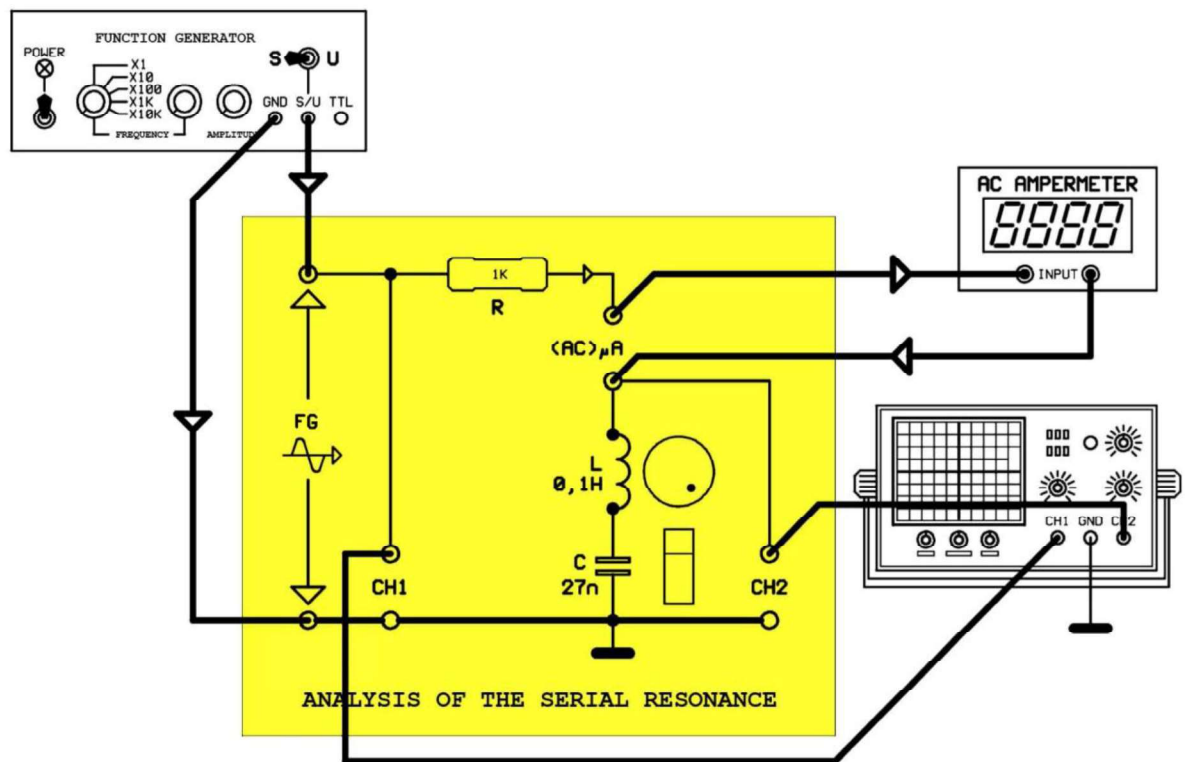 FUNCTION GENERATOR
POWER
S U
X1
X10
X100
X1K
X10K
GND S/U TTL
FREQUENCY
AMPLITUD
AC AMPERMETER
8888
INPUT
1K
R
(AC)µA
FG
L
0,1H
C
27n
CH1
CH2
CH1 GND CH2
ANALYSIS OF THE SERIAL RESONANCE